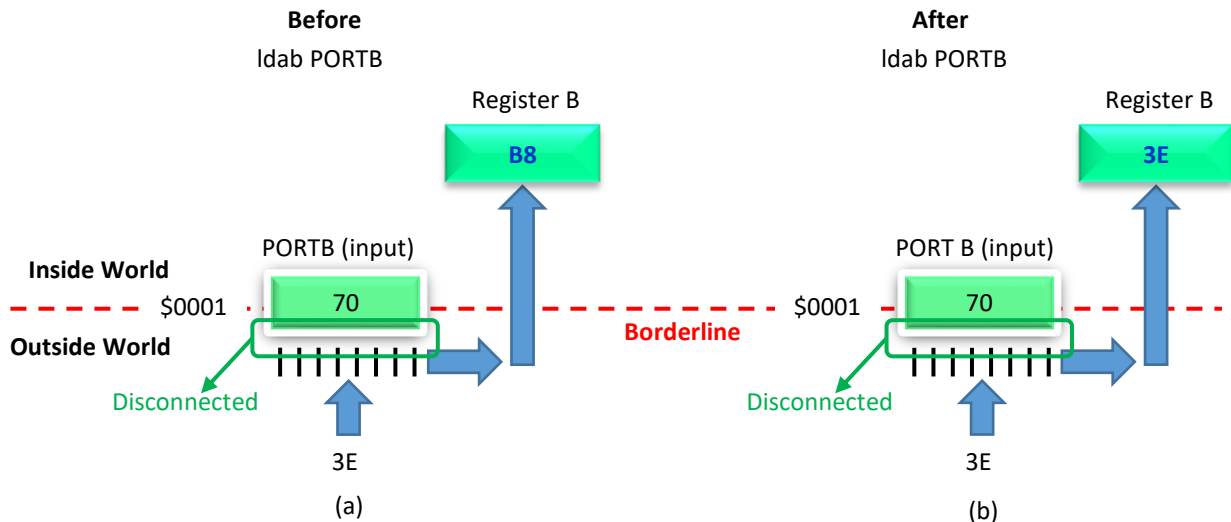 Before
ldab PORTB
Register B
B8
PORTB (input)
Inside World
$0001
70
Outside World
Disconnected
3E
(a)
Borderline
After
ldab PORTB
Register B
3E
PORT B (input)
$0001
70
Disconnected
3E
(b)